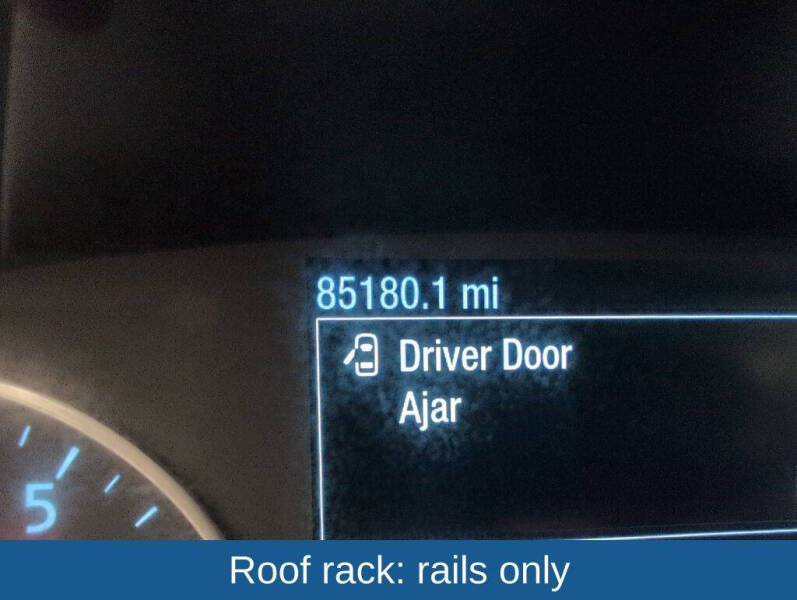 85180.1 mi
Driver Door
Ajar
5
Roof rack: rails only